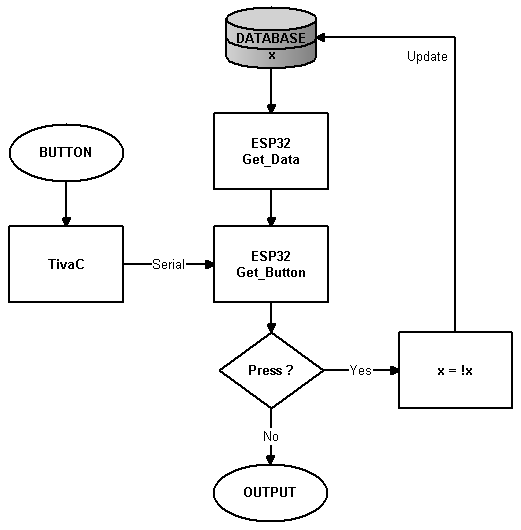 DATABASE
x
Update
ESP32
Get_Data
BUTTON
TivaC
Serial
ESP32
Get_Button
Press ?
Yes
x = !x
No
OUTPUT